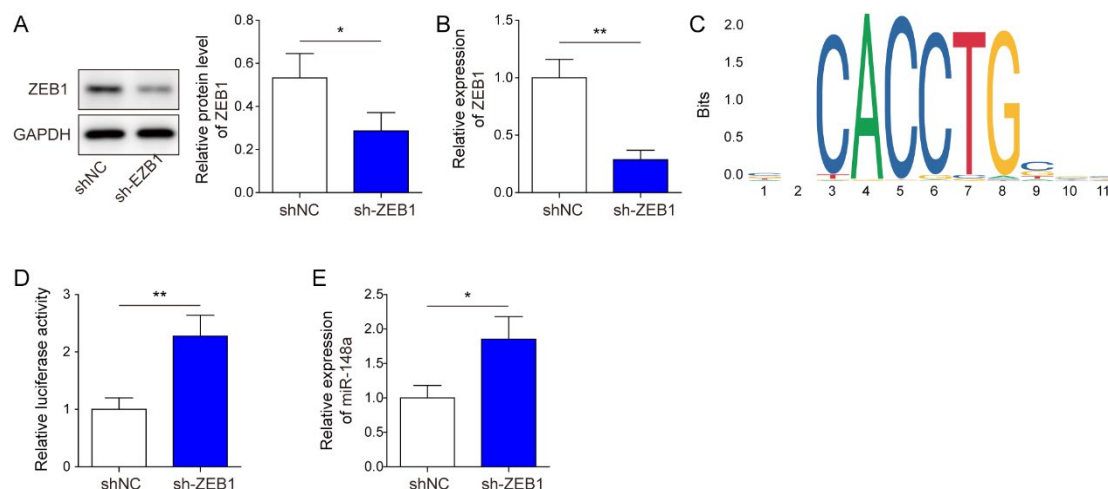 A
ZEB1
GAPDH
shNC
sh-EZB1
Relative protein level
of ZEB1
0.8
0.6
0.4
0.2
0.0
*
shNC
sh-ZEB1
B
Relative expression
of ZEB1
1.5
1.0
0.5
0.0
**
shNC
sh-ZEB1
C
Bits
2.0
1.5
1.0
0.5
0.0
CACCTGC
1 2 3 4 5 6 7 8 9 10 11
D
Relative luciferase activity
3
2
1
0
**
shNC
sh-ZEB1
E
Relative expression
of miR-148a
2.5
2.0
1.5
1.0
0.5
0.0
*
shNC
sh-ZEB1